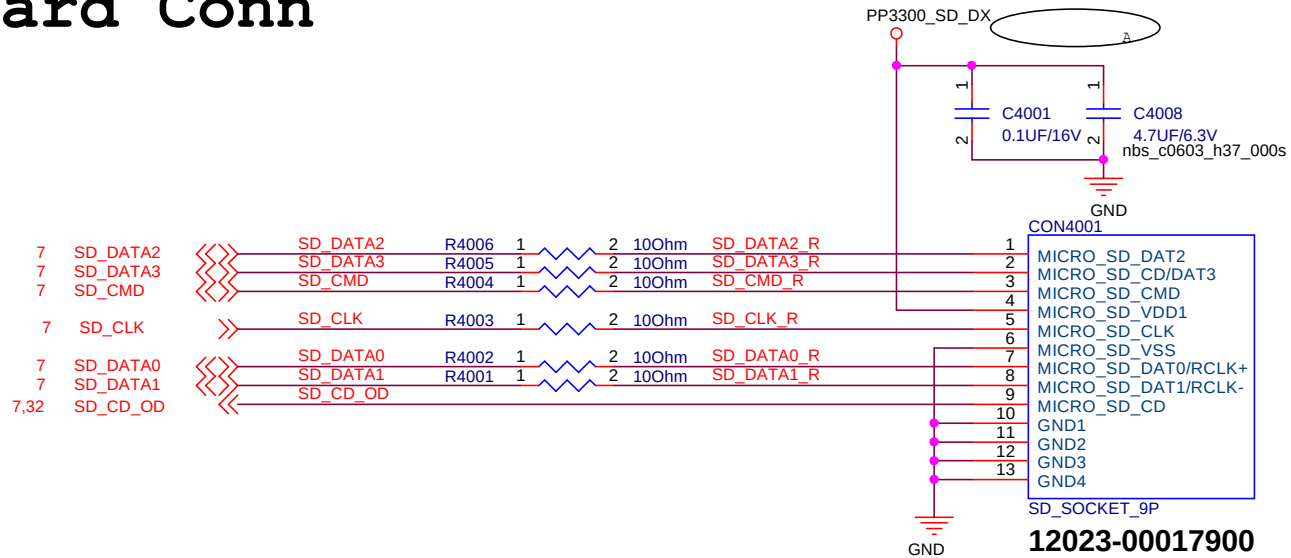 ard Conn
PP3300_SD_DX
A
1 1
C4001 C4008
0.1UF/16V 4.7UF/6.3V
2 2
nbs_c0603_h37_000s
GND
CON4001
7 SD_DATA2 SD_DATA2 R4006 1 2 10Ohm SD_DATA2_R 1 MICRO_SD_DAT2
7 SD_DATA3 SD_DATA3 R4005 1 2 10Ohm SD_DATA3_R 2 MICRO_SD_CD/DAT3
7 SD_CMD SD_CMD R4004 1 2 10Ohm SD_CMD_R 3 MICRO_SD_CMD
4 MICRO_SD_VDD1
7 SD_CLK SD_CLK R4003 1 2 10Ohm SD_CLK_R 5 MICRO_SD_CLK
6 MICRO_SD_VSS
7 SD_DATA0 SD_DATA0 R4002 1 2 10Ohm SD_DATA0_R 7 MICRO_SD_DAT0/RCLK+
7 SD_DATA1 SD_DATA1 R4001 1 2 10Ohm SD_DATA1_R 8 MICRO_SD_DAT1/RCLK-
7,32 SD_CD_OD SD_CD_OD 9 MICRO_SD_CD
10 GND1
11 GND2
12 GND3
13 GND4
SD_SOCKET_9P
GND
12023-00017900